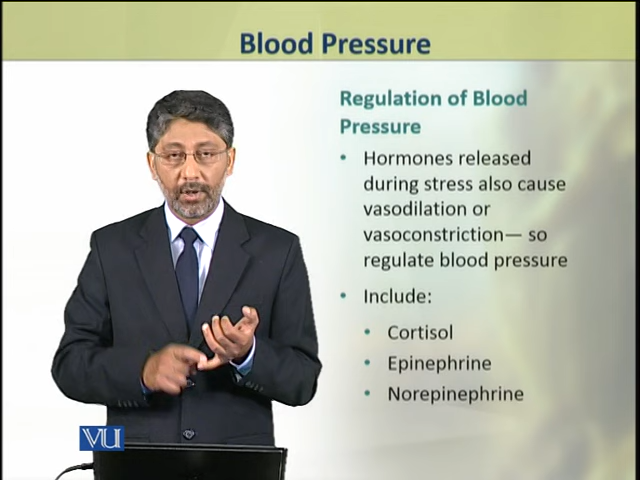 Blood Pressure
Regulation of Blood
Pressure
• Hormones released
during stress also cause
vasodilation or
vasoconstriction— so
regulate blood pressure
• Include:
• Cortisol
• Epinephrine
• Norepinephrine
VU